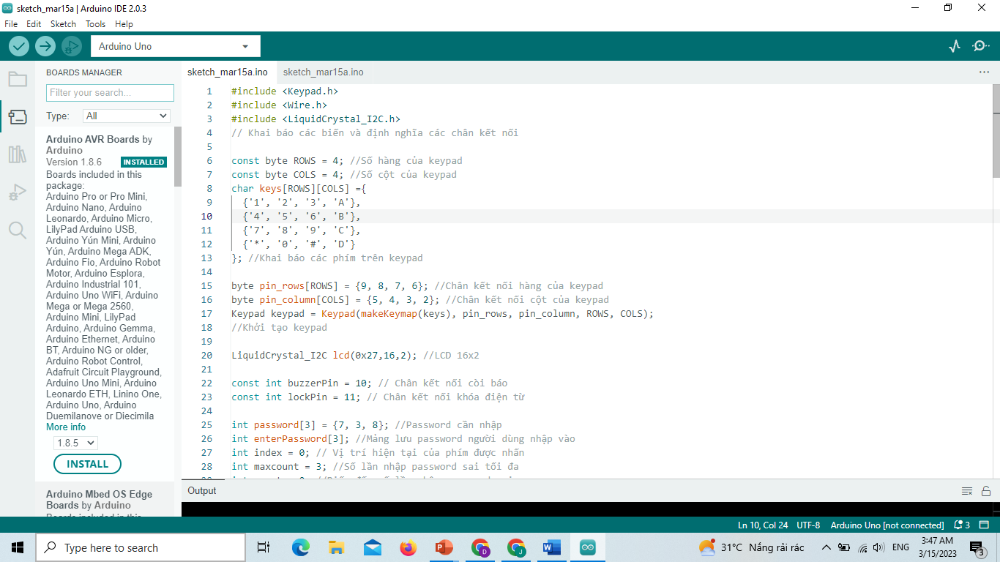 sketch_mar15a | Arduino IDE 2.0.3
File Edit Sketch Tools Help
Arduino Uno
BOARDS MANAGER
Filter your search...
Type: All
Arduino AVR Boards by
Arduino
Version 1.8.6 INSTALLED
Boards included in this
package:
Arduino Pro or Pro Mini,
Arduino Nano, Arduino
Leonardo, Arduino Micro,
LilyPad Arduino USB,
Arduino Yún Mini, Arduino
Yún, Arduino Mega ADK,
Arduino Fio, Arduino Robot
Motor, Arduino Esplora,
Arduino Industrial 101,
Arduino Uno WiFi, Arduino
Mega or Mega 2560,
Arduino Mini, LilyPad
Arduino, Arduino Gemma,
Arduino Ethernet, Arduino
BT, Arduino NG or older,
Arduino Robot Control,
Adafruit Circuit Playground,
Arduino Uno Mini, Arduino
Leonardo ETH, Linino One,
Arduino Uno, Arduino
Duemilanove or Diecimila
More info
1.8.5
INSTALL
Arduino Mbed OS Edge
Boards by Arduino
Boards included in this
sketch_mar15a.ino sketch_mar15a.ino
1 #include <Keypad.h>
2 #include <Wire.h>
3 #include <LiquidCrystal_I2C.h>
4 // Khai báo các biến và định nghĩa các chân kết nối
5
6 const byte ROWS = 4; //Số hàng của keypad
7 const byte COLS = 4; //Số cột của keypad
8 char keys[ROWS][COLS] ={
9 {'1', '2', '3', 'A'},
10 {'4', '5', '6', 'B'},
11 {'7', '8', '9', 'C'},
12 {'*', '0', '#', 'D'}
13 }; //Khai báo các phím trên keypad
14
15 byte pin_rows[ROWS] = {9, 8, 7, 6}; //Chân kết nối hàng của keypad
16 byte pin_column[COLS] = {5, 4, 3, 2}; //Chân kết nối cột của keypad
17 Keypad keypad = Keypad(makeKeymap(keys), pin_rows, pin_column, ROWS, COLS);
18 //Khởi tạo keypad
19
20 LiquidCrystal_I2C lcd(0x27,16,2); //LCD 16x2
21
22 const int buzzerPin = 10; // Chân kết nối còi báo
23 const int lockPin = 11; // Chân kết nối khóa điện từ
24
25 int password[3] = {7, 3, 8}; //Password cần nhập
26 int enterPassword[3]; //Mảng lưu password người dùng nhập vào
27 int index = 0; // Vị trí hiện tại của phím được nhấn
28 int maxcount = 3; //Số lần nhập password sai tối đa
Output
Ln 10, Col 24 UTF-8 Arduino Uno [not connected] 3
Type here to search
31°C Nắng rải rác
ENG
3:47 AM
3/15/2023
3